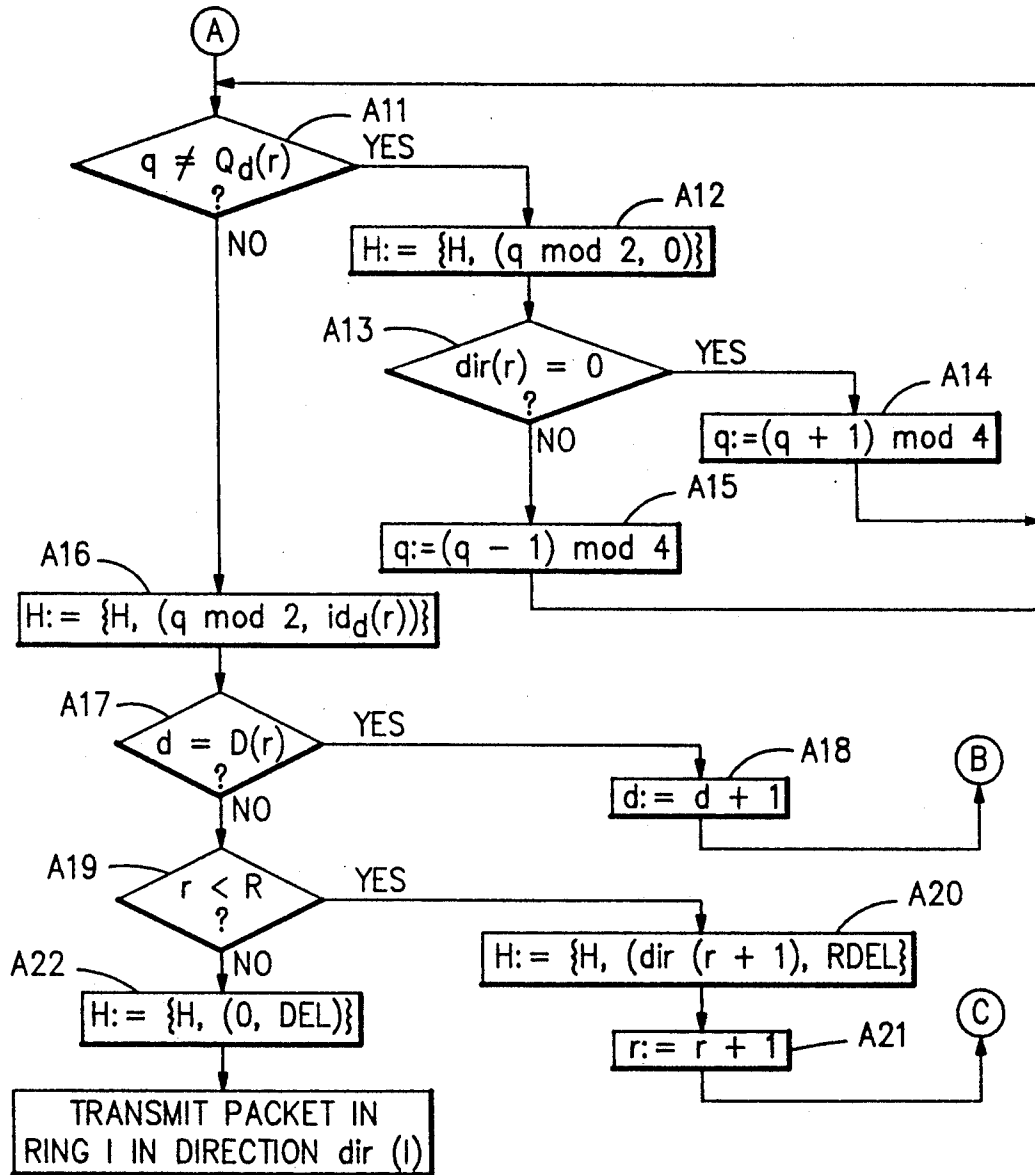 A
A11
q ≠ Q_d(r)
?
YES
NO
A12
H:= {H, (q mod 2, 0)}
A13
dir(r) = 0
?
YES
NO
A14
q:=(q + 1) mod 4
A15
q:=(q - 1) mod 4
A16
H:= {H, (q mod 2, id_d(r))}
A17
d = D(r)
?
YES
NO
A18
d:= d + 1
B
A19
r < R
?
YES
NO
A20
H:= {H, (dir (r + 1), RDEL}
A21
r:= r + 1
C
A22
H:= {H, (0, DEL)}
TRANSMIT PACKET IN
RING I IN DIRECTION dir (I)